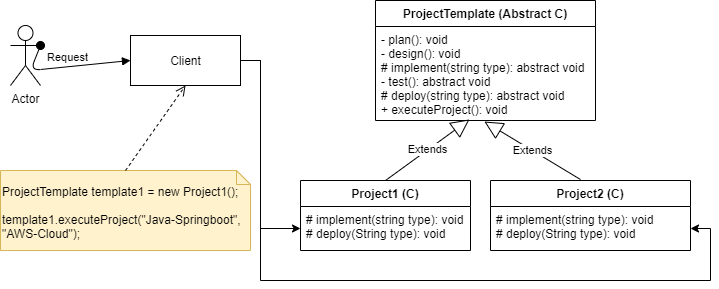 ProjectTemplate (Abstract C)
- plan(): void
- design(): void
# implement(string type): abstract void
- test(): abstract void
# deploy(string type): abstract void
+ executeProject(): void
Request
Client
Actor
Extends
Extends
ProjectTemplate template1 = new Project1();
template1.executeProject("Java-Springboot",
"AWS-Cloud");
Project1 (C)
# implement(string type): void
# deploy(String type): void
Project2 (C)
# implement(string type): void
# deploy(String type): void